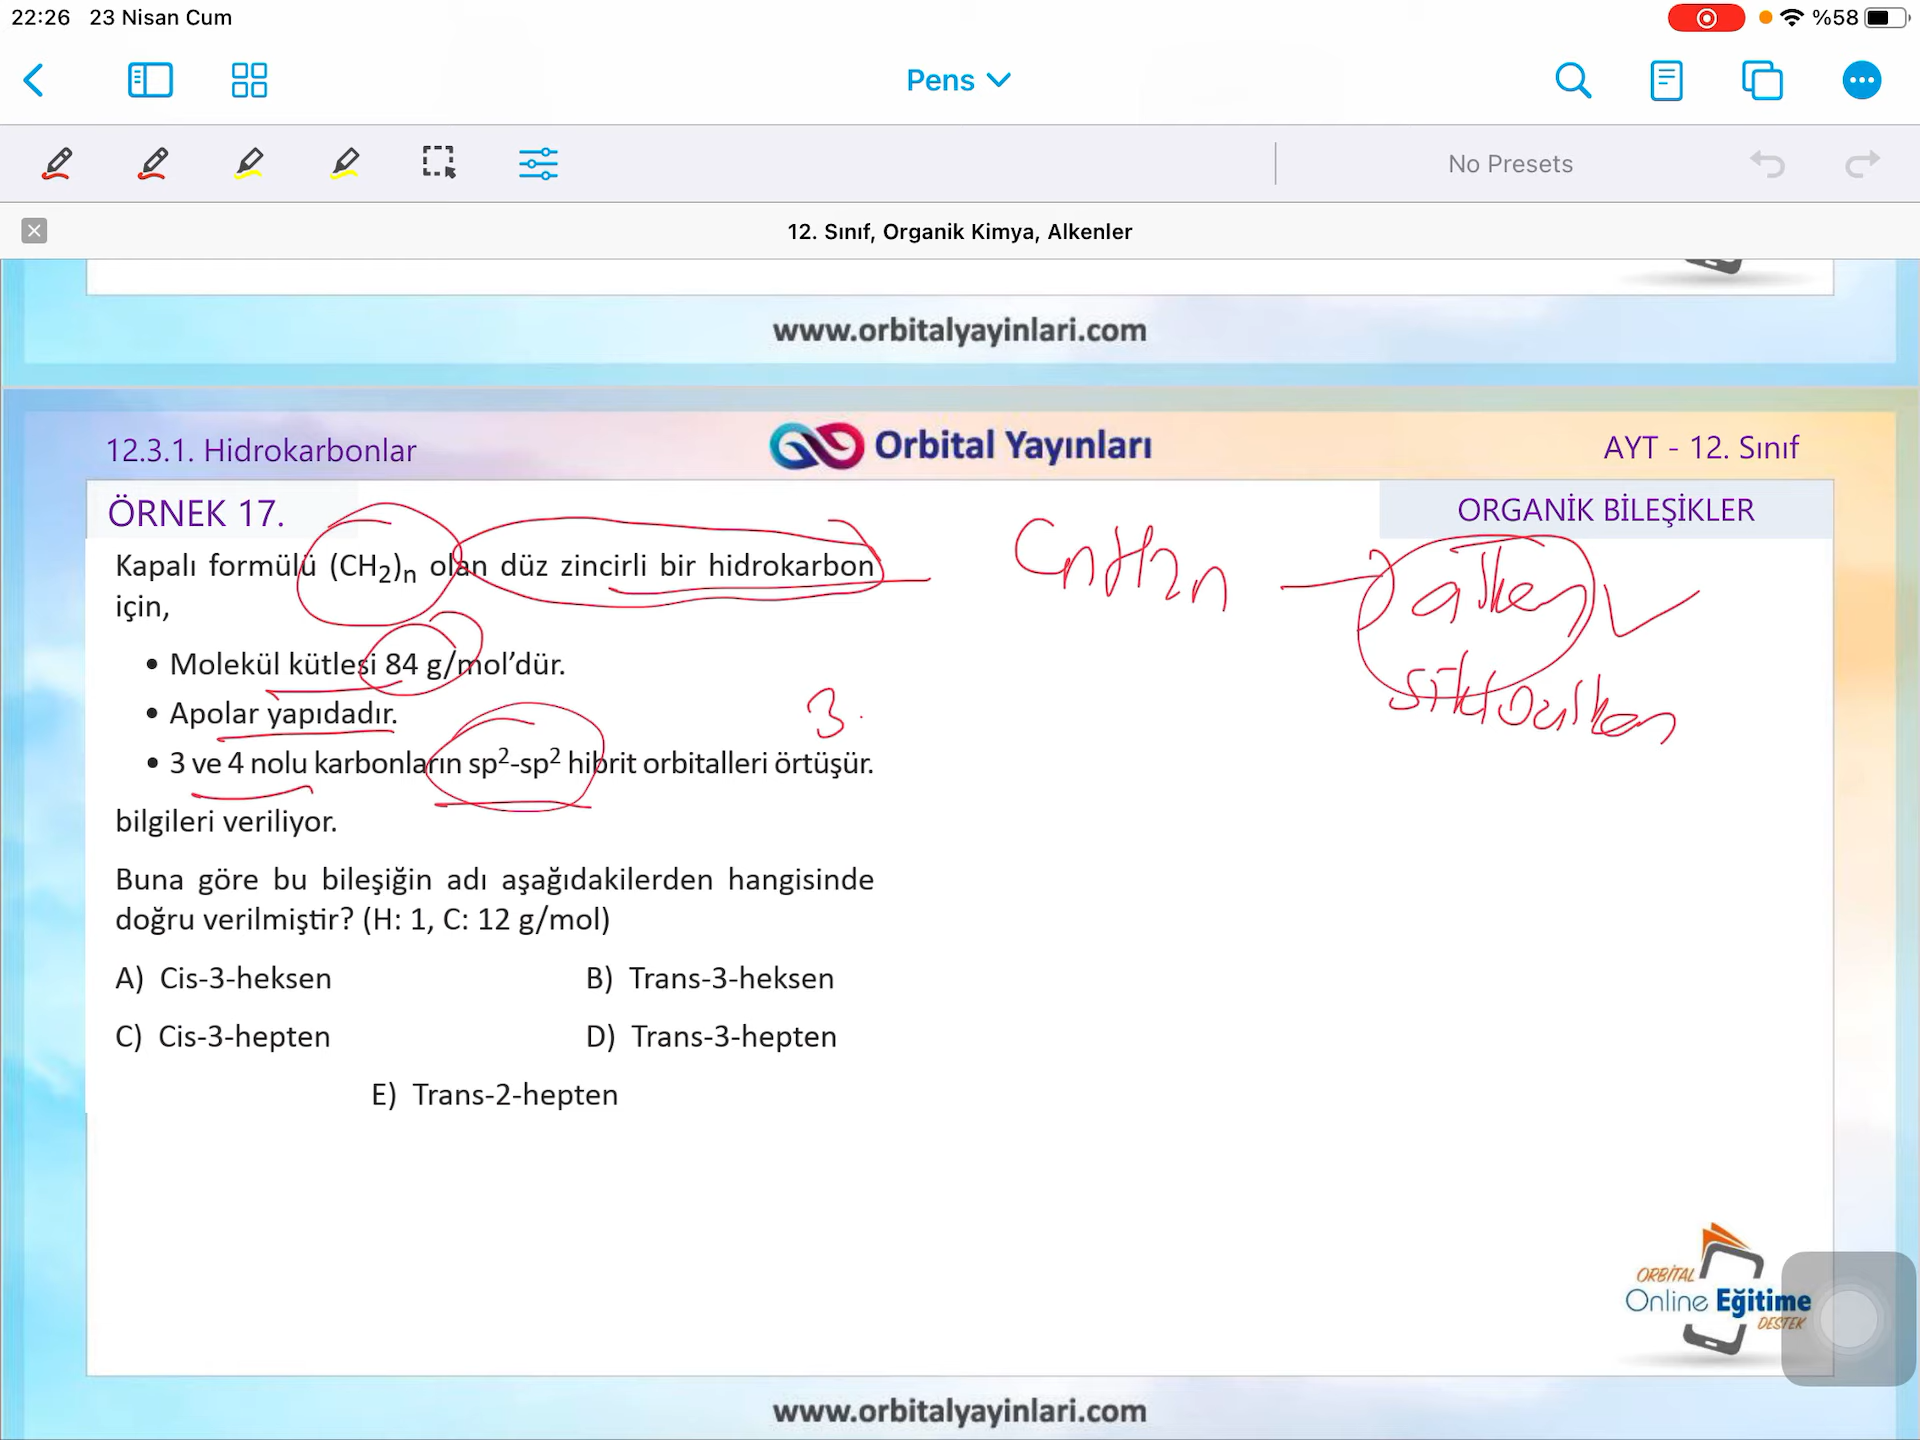 22:26 23 Nisan Cum
%58
Pens
No Presets
12. Sınıf, Organik Kimya, Alkenler
www.orbitalyayinlari.com
12.3.1. Hidrokarbonlar
Orbital Yayınları
AYT - 12. Sınıf
ÖRNEK 17.
ORGANİK BİLEŞİKLER
Kapalı formülü (CH₂)ₙ olan düz zincirli bir hidrokarbon
için,
• Molekül kütlesi 84 g/mol’dür.
• Apolar yapıdadır.
• 3 ve 4 nolu karbonların sp²-sp² hibrit orbitalleri örtüşür.
bilgileri veriliyor.
Buna göre bu bileşiğin adı aşağıdakilerden hangisinde
doğru verilmiştir? (H: 1, C: 12 g/mol)
A) Cis-3-heksen
B) Trans-3-heksen
C) Cis-3-hepten
D) Trans-3-hepten
E) Trans-2-hepten
CnH2n → alken ✓
sikloalkan
3.
ORBİTAL
Online Eğitime
DESTEK
www.orbitalyayinlari.com